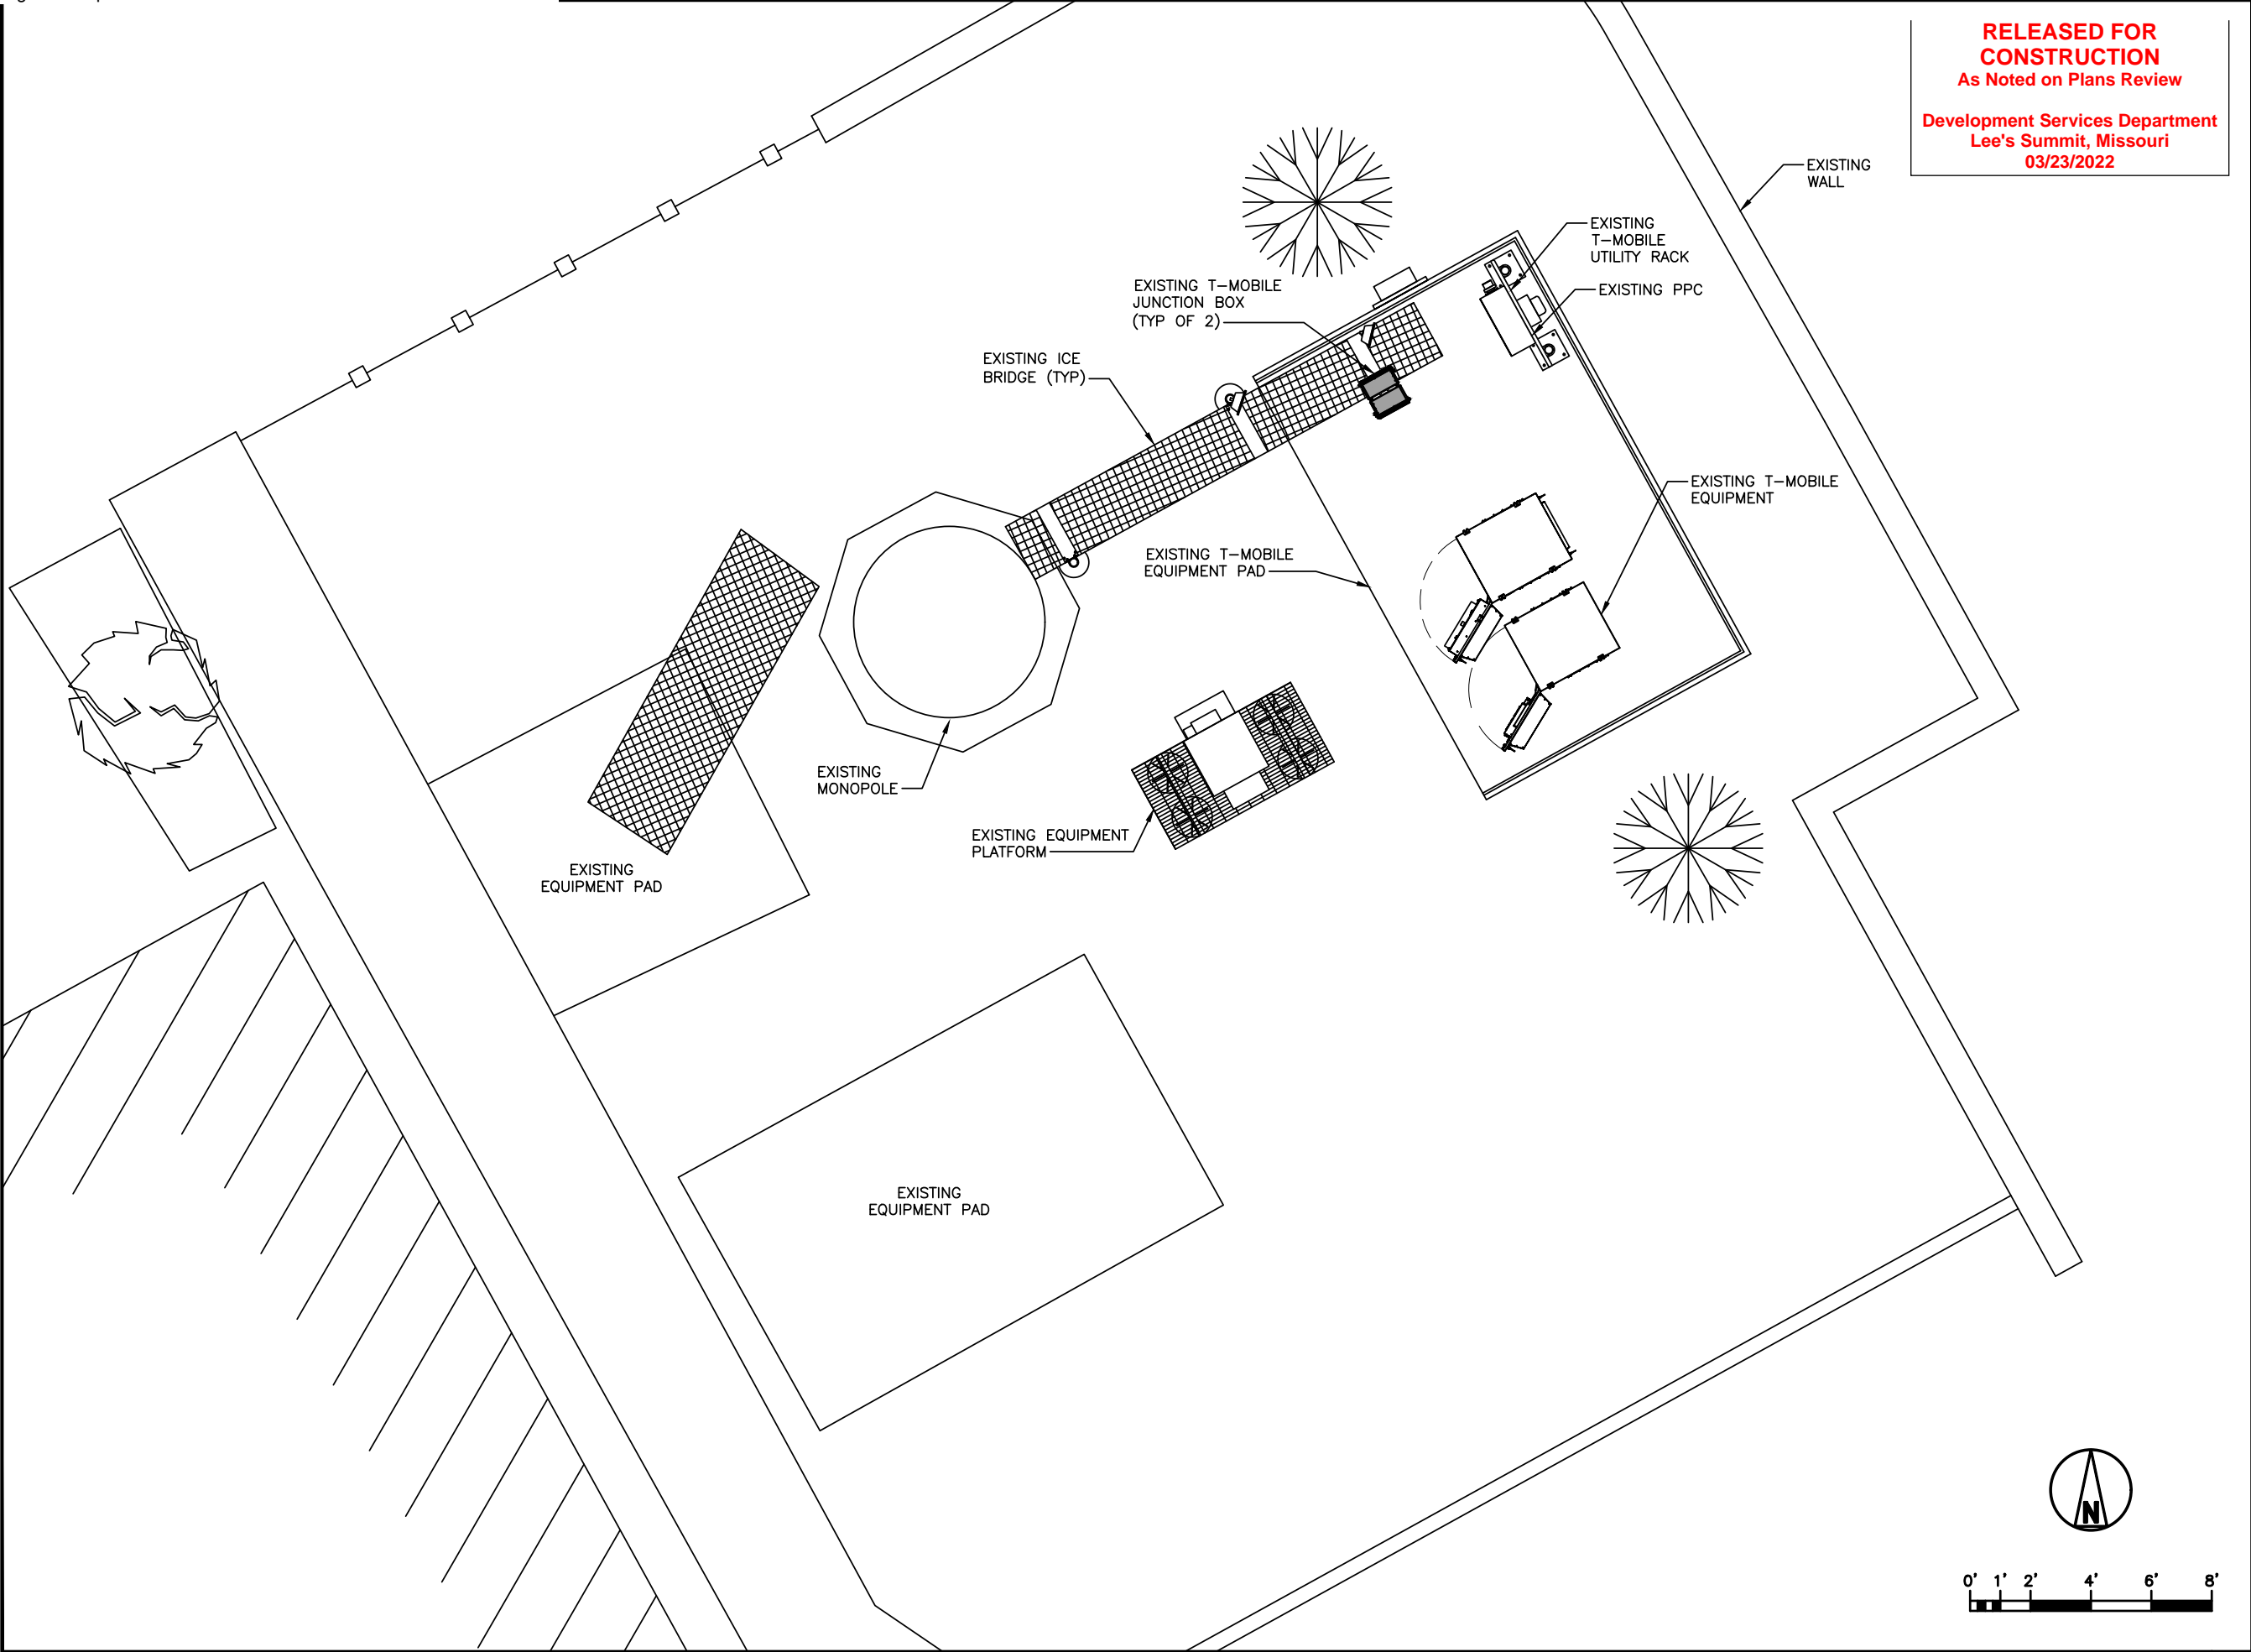 RELEASED FOR
CONSTRUCTION
As Noted on Plans Review
Development Services Department
Lee's Summit, Missouri
03/23/2022
EXISTING
WALL
EXISTING
T-MOBILE
UTILITY RACK
EXISTING PPC
EXISTING T-MOBILE
JUNCTION BOX
(TYP OF 2)
EXISTING ICE
BRIDGE (TYP)
EXISTING T-MOBILE
EQUIPMENT
EXISTING T-MOBILE
EQUIPMENT PAD
EXISTING
MONOPOLE
EXISTING EQUIPMENT
PLATFORM
EXISTING
EQUIPMENT PAD
EXISTING
EQUIPMENT PAD
N
0' 1' 2' 4' 6' 8'